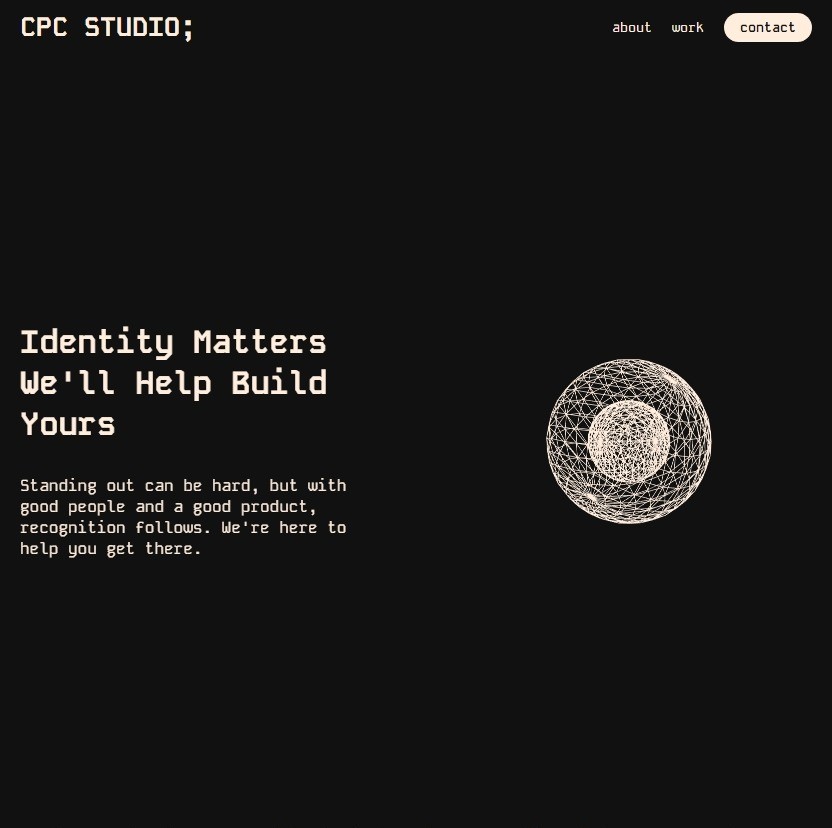 CPC STUDIO;
about work contact
Identity Matters
We'll Help Build
Yours
Standing out can be hard, but with
good people and a good product,
recognition follows. We're here to
help you get there.